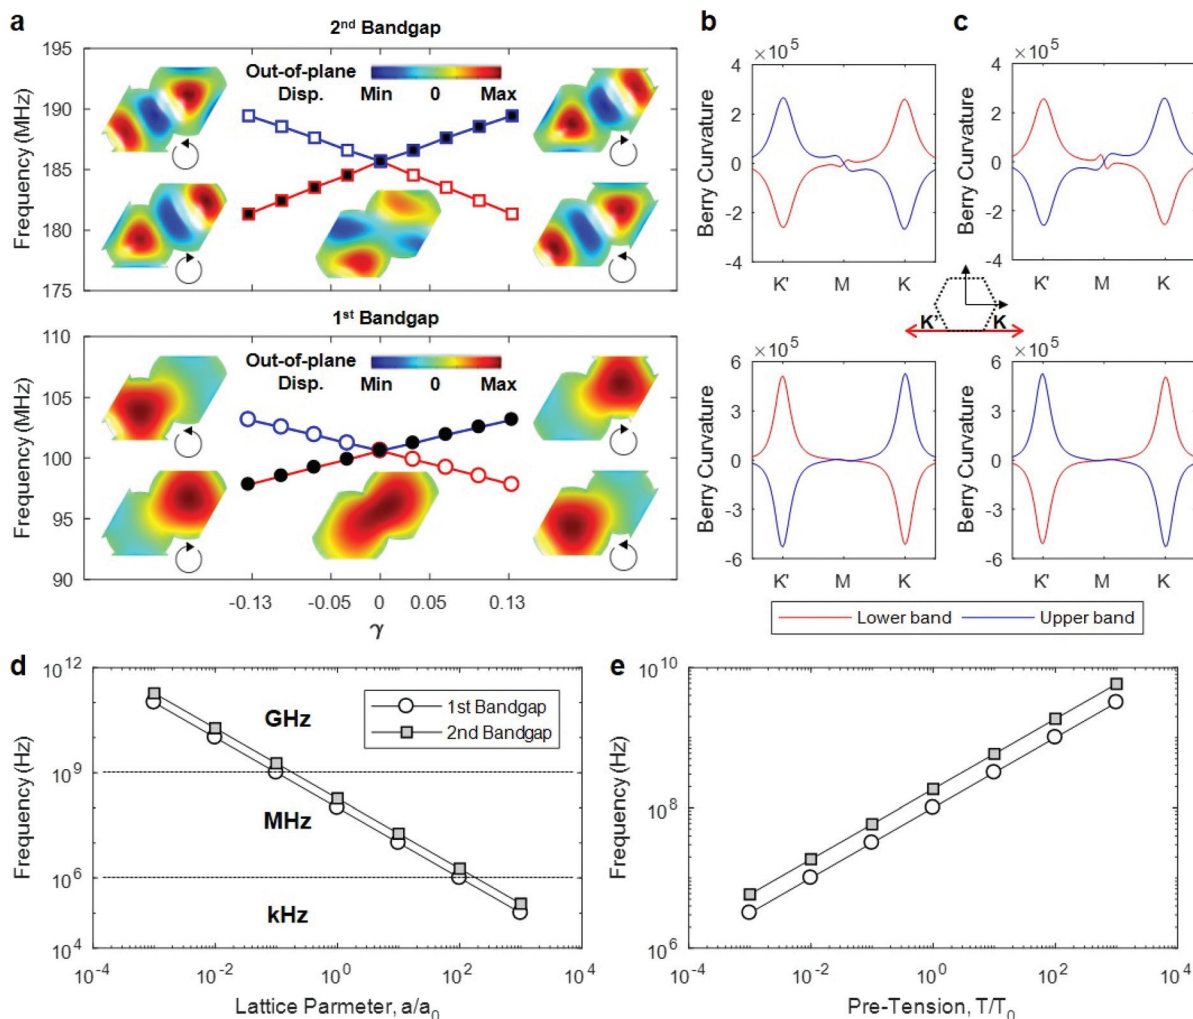 a
2nd Bandgap
Frequency (MHz)
195
190
185
180
175
Out-of-plane
Disp. Min 0 Max
1st Bandgap
Frequency (MHz)
110
105
100
95
90
Out-of-plane
Disp. Min 0 Max
-0.13 -0.05 0 0.05 0.13
γ
b
×10^5
Berry Curvature
4
2
0
-2
-4
K' M K
c
×10^5
Berry Curvature
4
2
0
-2
-4
K' M K
K' K
×10^5
Berry Curvature
6
3
0
-3
-6
K' M K
×10^5
Berry Curvature
6
3
0
-3
-6
K' M K
Lower band Upper band
d
Frequency (Hz)
10^12
10^9
10^6
10^4
GHz
MHz
kHz
1st Bandgap
2nd Bandgap
10^-4 10^-2 10^0 10^2 10^4
Lattice Parmeter, a/a0
e
Frequency (Hz)
10^10
10^8
10^6
10^-4 10^-2 10^0 10^2 10^4
Pre-Tension, T/T0